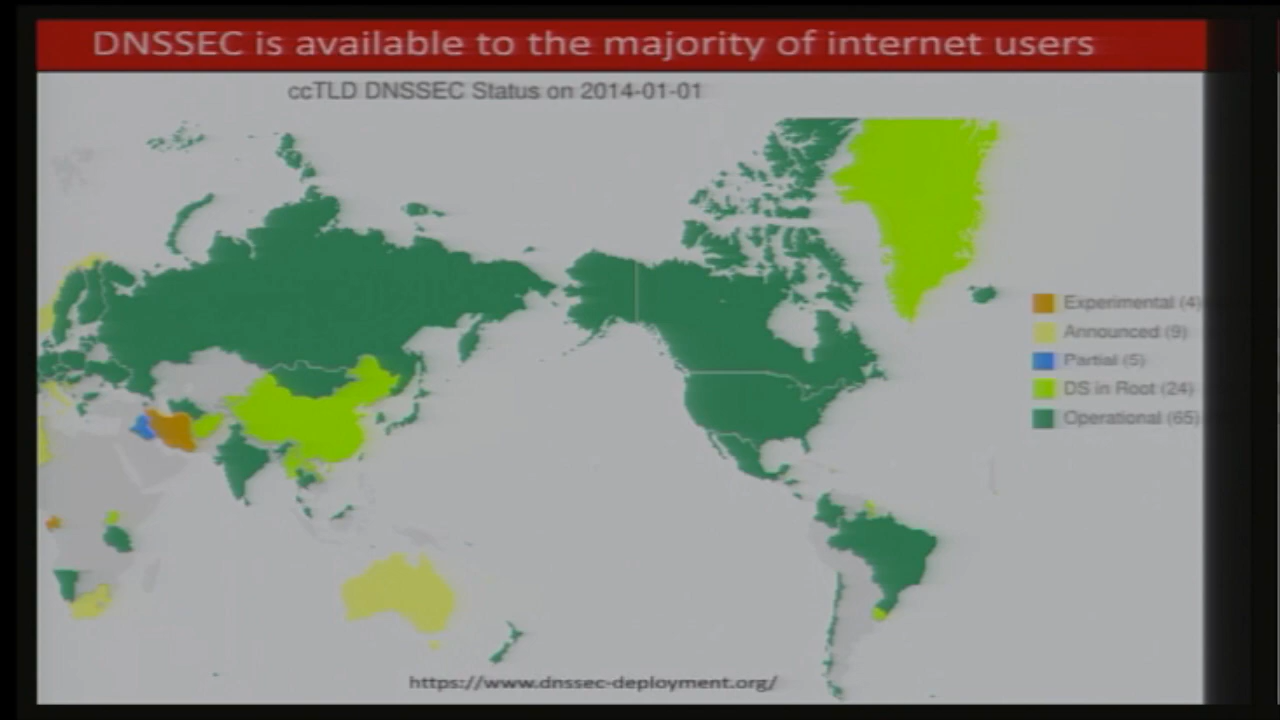 DNSSEC is available to the majority of internet users
ccTLD DNSSEC Status on 2014-01-01
Experimental (4)
Announced (9)
Partial (5)
DS in Root (24)
Operational (65)
https://www.dnssec-deployment.org/